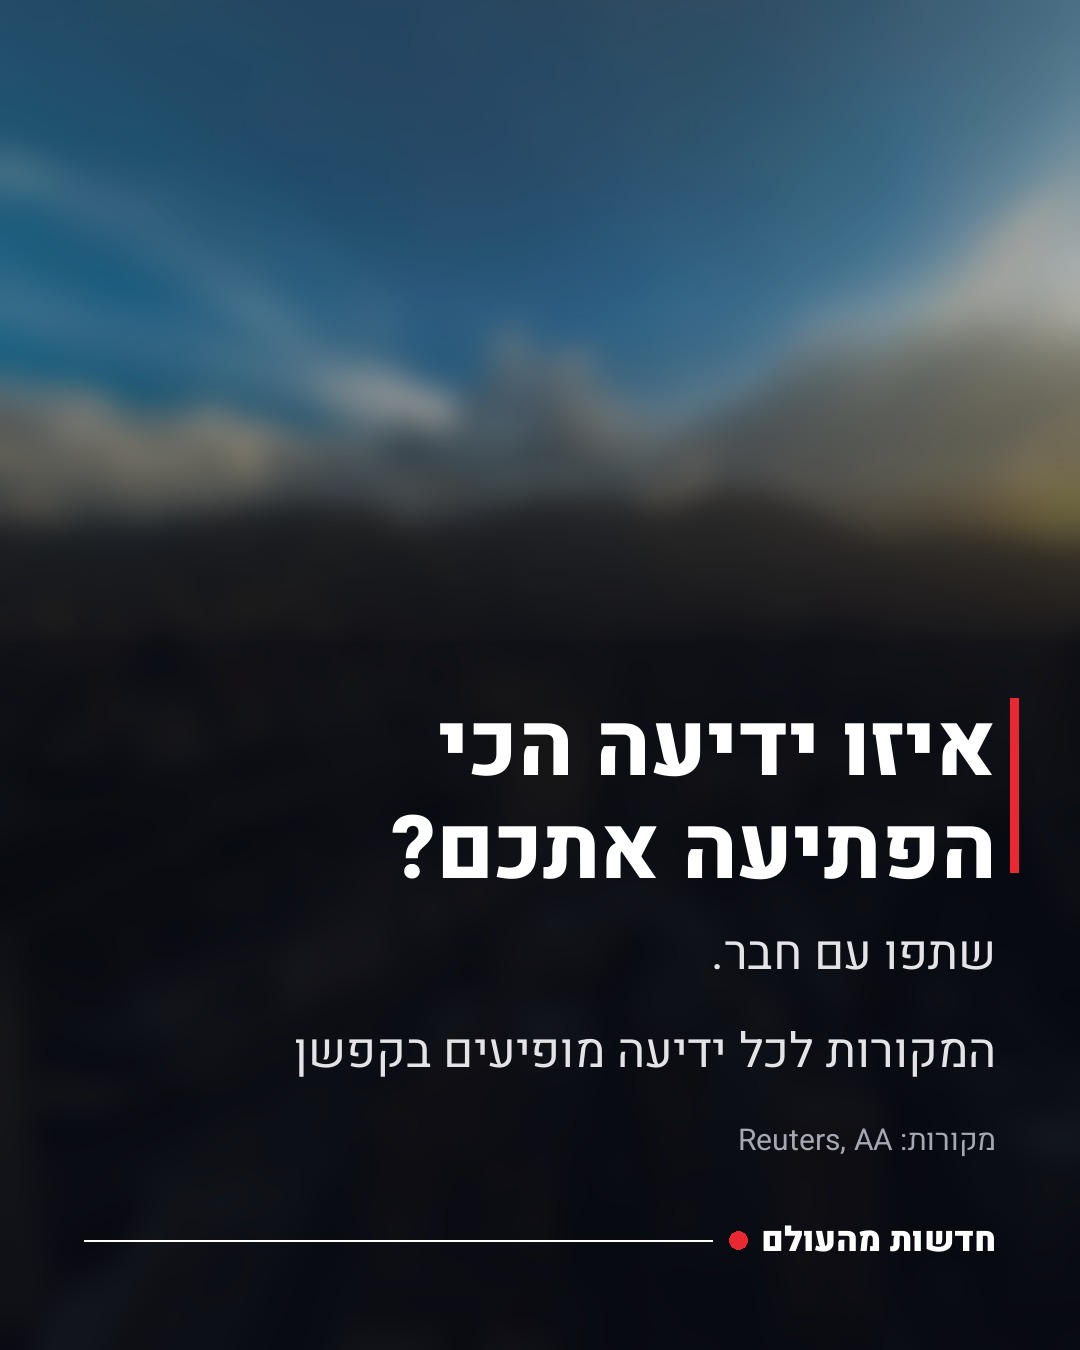 איזו ידיעה הכי
הפתיעה אתכם?
שתפו עם חבר.
המקורות לכל ידיעה מופיעים בקפשן
מקורות: Reuters, AA
חדשות מהעולם